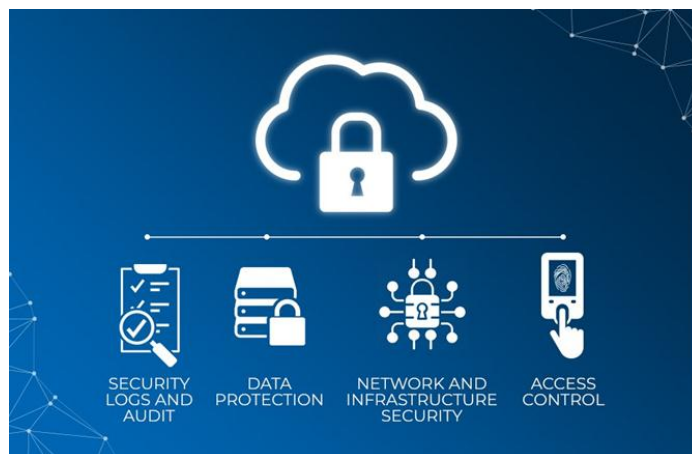 SECURITY
LOGS AND
AUDIT
DATA
PROTECTION
NETWORK AND
INFRASTRUCTURE
SECURITY
ACCESS
CONTROL